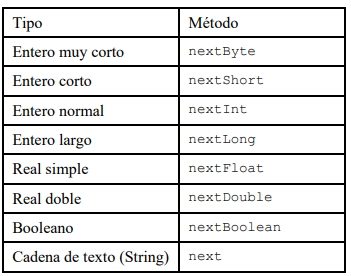 Tipo Método
Entero muy corto nextByte
Entero corto nextShort
Entero normal nextInt
Entero largo nextLong
Real simple nextFloat
Real doble nextDouble
Booleano nextBoolean
Cadena de texto (String) next